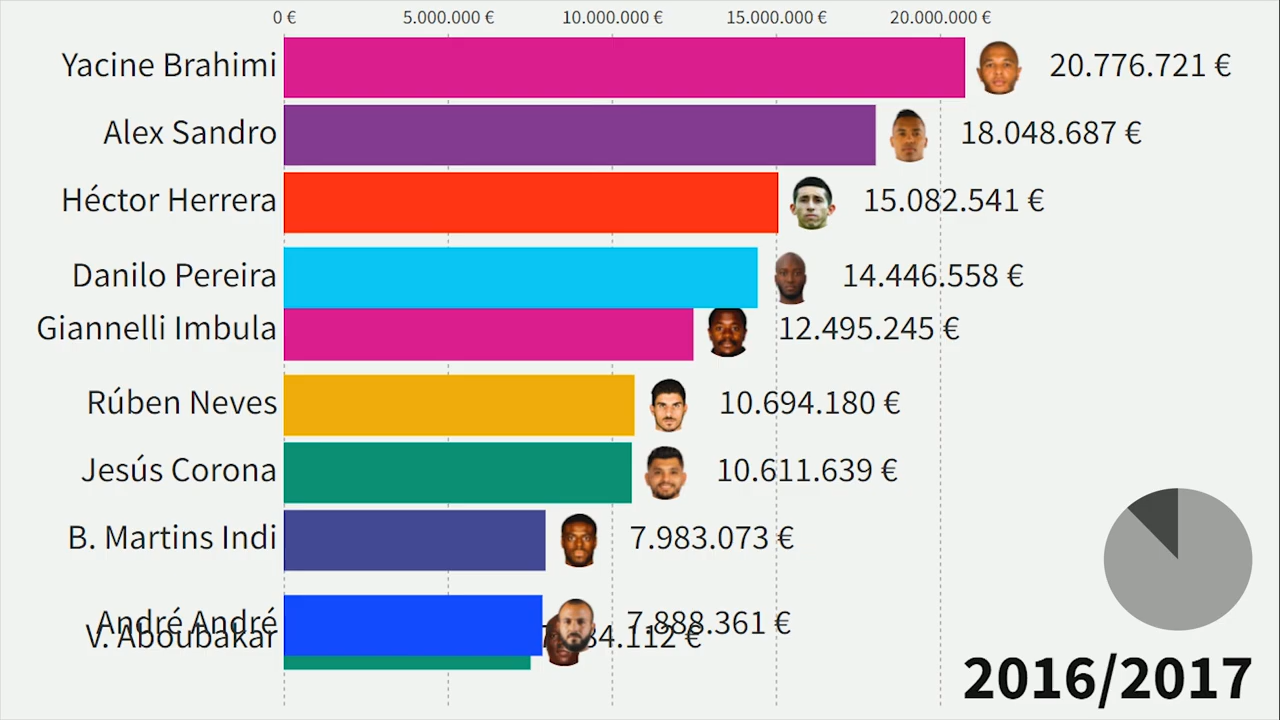 0 € 5.000.000 € 10.000.000 € 15.000.000 € 20.000.000 €
Yacine Brahimi 20.776.721 €
Alex Sandro 18.048.687 €
Héctor Herrera 15.082.541 €
Danilo Pereira 14.446.558 €
Giannelli Imbula 12.495.245 €
Rúben Neves 10.694.180 €
Jesús Corona 10.611.639 €
B. Martins Indi 7.983.073 €
André André 7.888.361 €
V. Aboubakar €
2016/2017